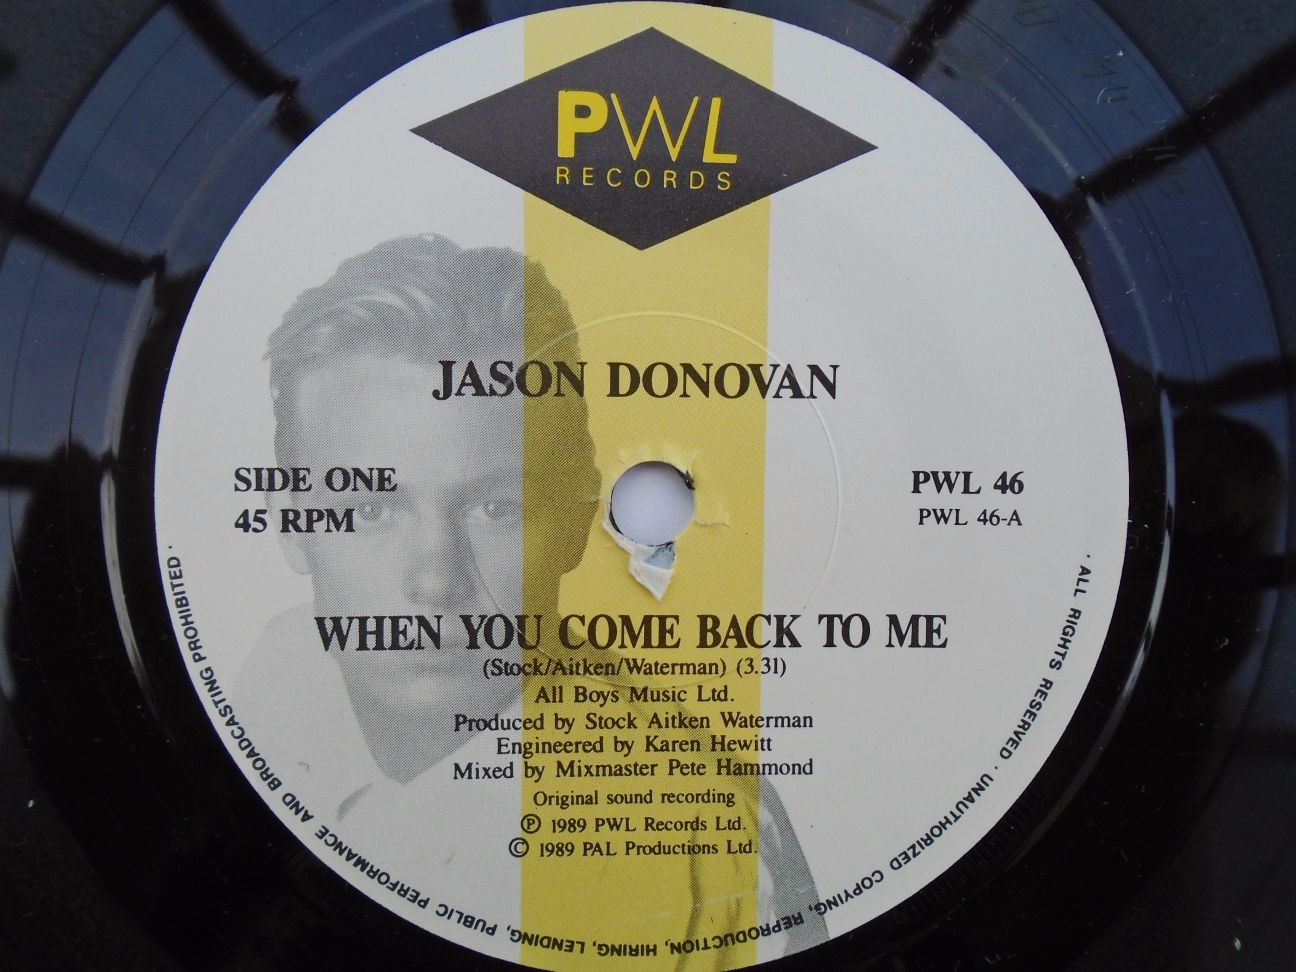 PWL
RECORDS
JASON DONOVAN
SIDE ONE
45 RPM
PWL 46
PWL 46-A
WHEN YOU COME BACK TO ME
(Stock/Aitken/Waterman) (3.31)
All Boys Music Ltd.
Produced by Stock Aitken Waterman
Engineered by Karen Hewitt
Mixed by Mixmaster Pete Hammond
Original sound recording
℗ 1989 PWL Records Ltd.
© 1989 PAL Productions Ltd.
· ALL RIGHTS RESERVED · UNAUTHORIZED COPYING, REPRODUCTION, HIRING, LENDING, PUBLIC PERFORMANCE AND BROADCASTING PROHIBITED ·